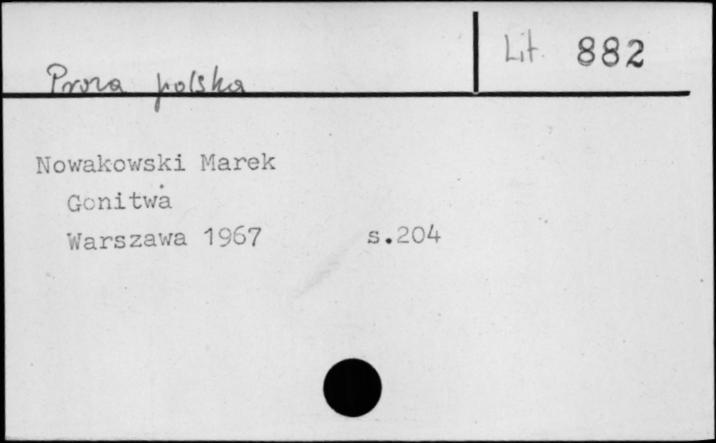 Lit. 882
Proza polska
Nowakowski Marek
Gonitwa
Warszawa 1967 s.204